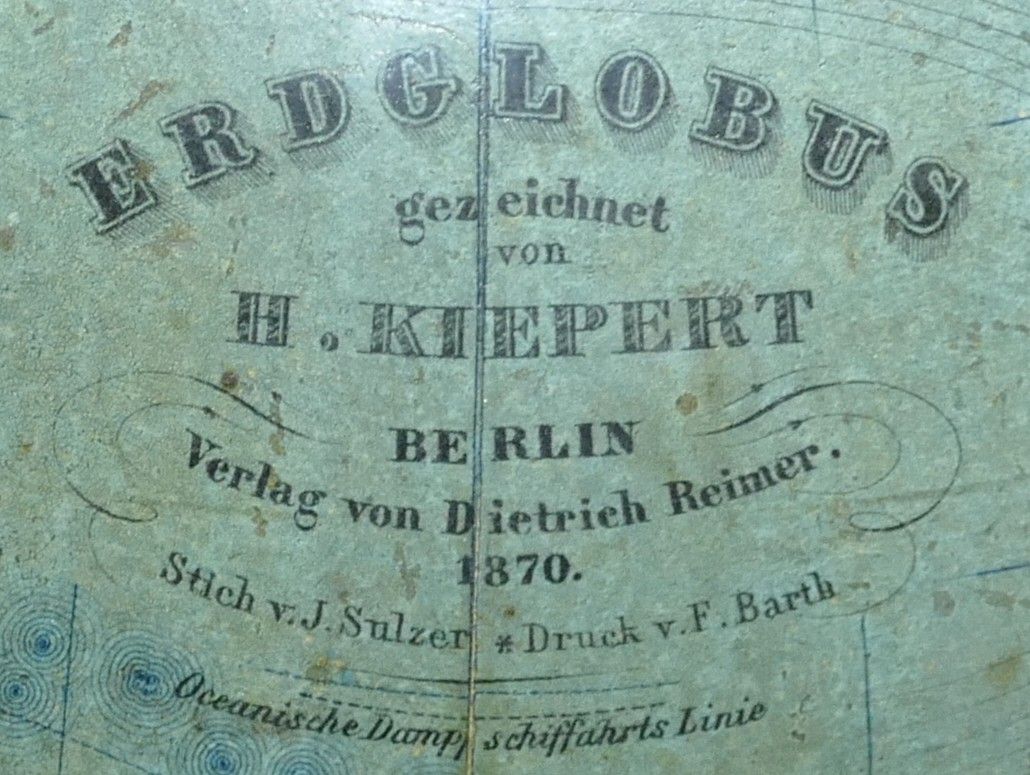 ERDGLOBUS
gezeichnet
von
H. KIEPERT
BERLIN
Verlag von Dietrich Reimer.
1870.
Stich v. J. Sulzer * Druck v. F. Barth
Oceanische Dampfschiffahrts Linie